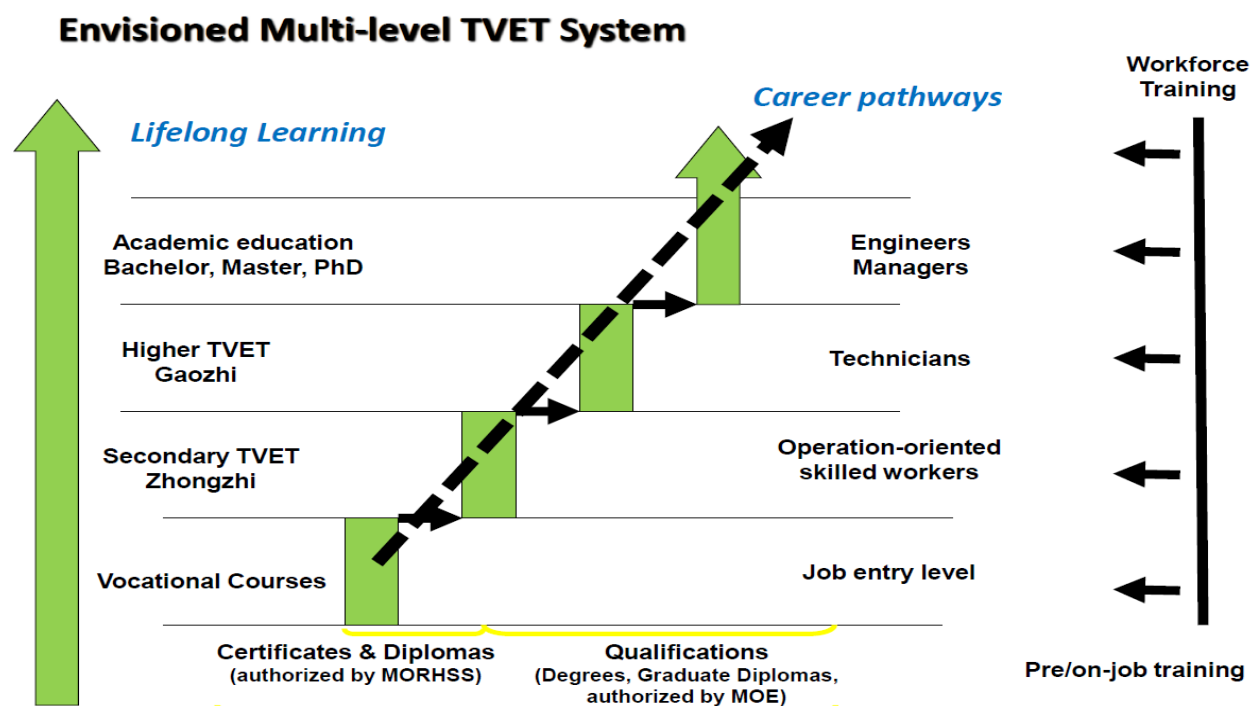 Envisioned Multi-level TVET System
Workforce
Training
Career pathways
Lifelong Learning
Academic education
Bachelor, Master, PhD
Engineers
Managers
Higher TVET
Gaozhi
Technicians
Secondary TVET
Zhongzhi
Operation-oriented
skilled workers
Vocational Courses
Job entry level
Certificates & Diplomas
(authorized by MORHSS)
Qualifications
(Degrees, Graduate Diplomas,
authorized by MOE)
Pre/on-job training